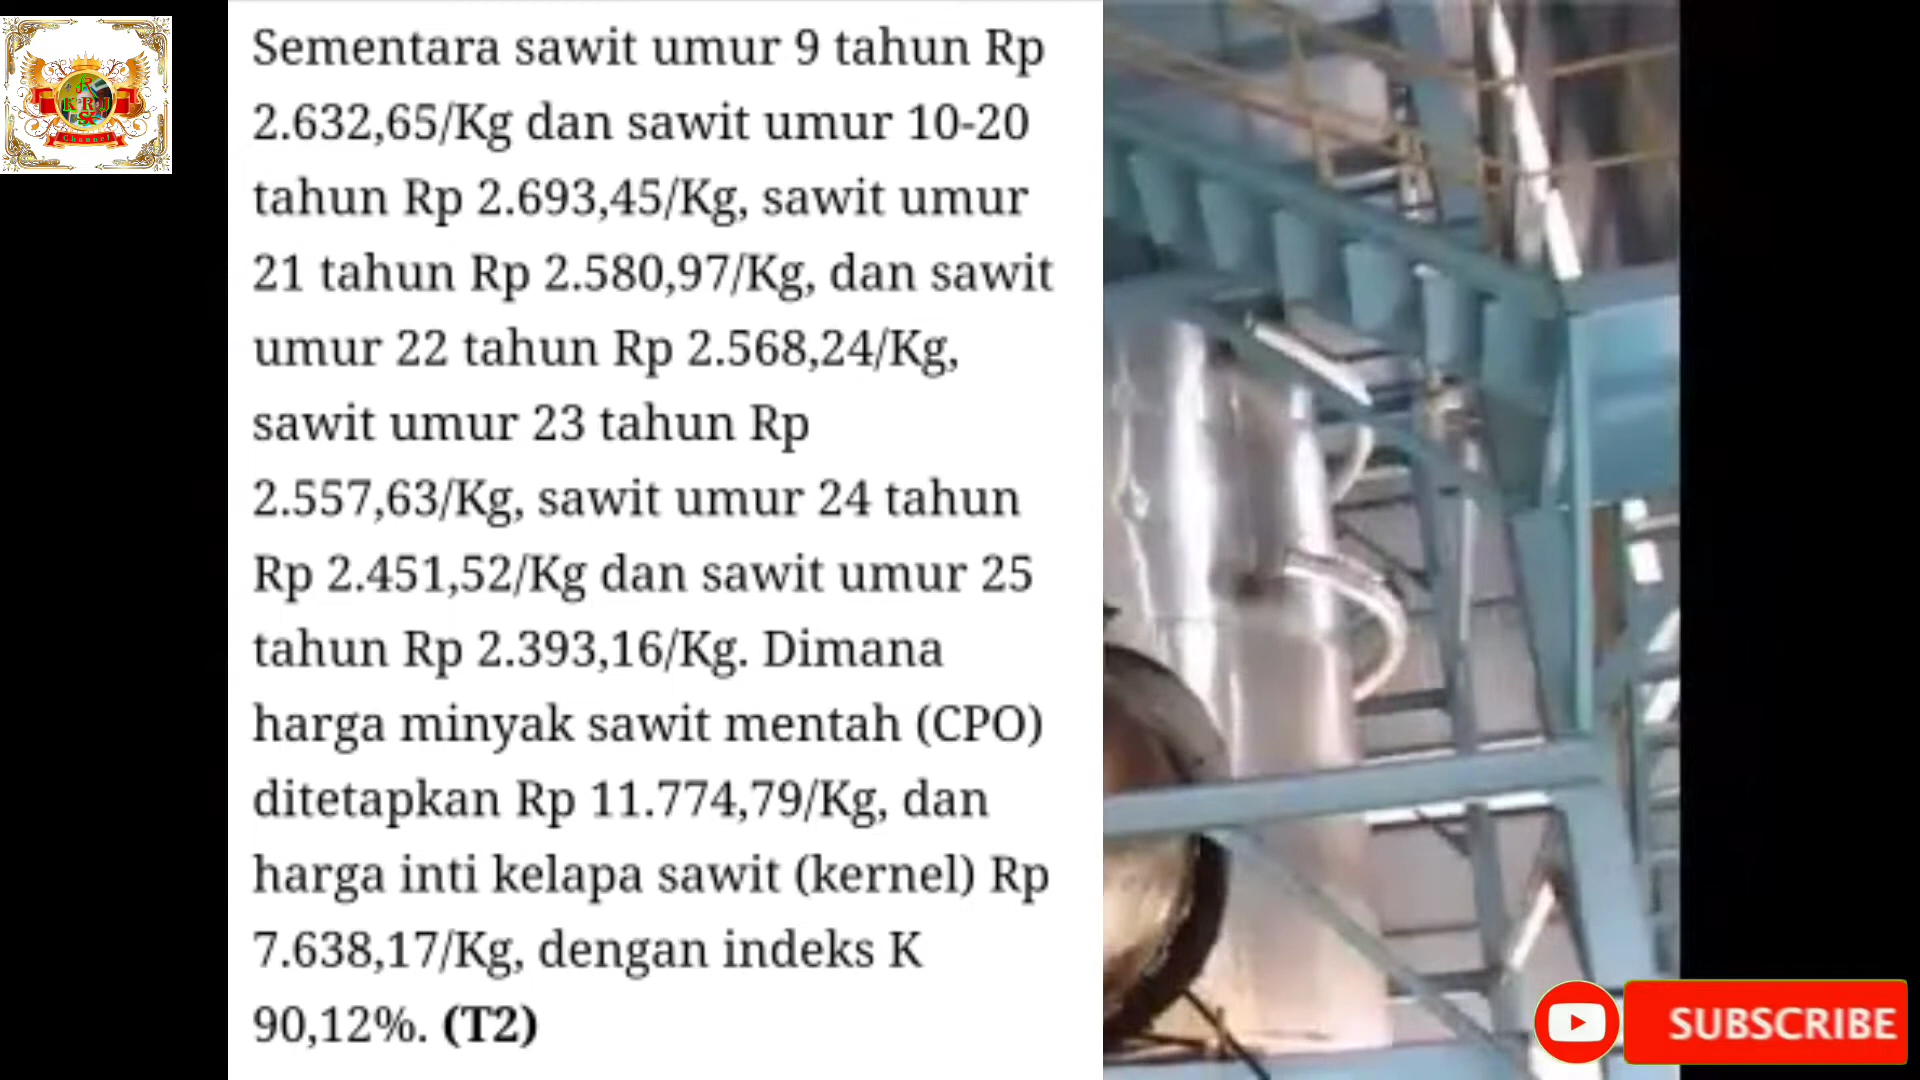 Sementara sawit umur 9 tahun Rp
2.632,65/Kg dan sawit umur 10-20
tahun Rp 2.693,45/Kg, sawit umur
21 tahun Rp 2.580,97/Kg, dan sawit
umur 22 tahun Rp 2.568,24/Kg,
sawit umur 23 tahun Rp
2.557,63/Kg, sawit umur 24 tahun
Rp 2.451,52/Kg dan sawit umur 25
tahun Rp 2.393,16/Kg. Dimana
harga minyak sawit mentah (CPO)
ditetapkan Rp 11.774,79/Kg, dan
harga inti kelapa sawit (kernel) Rp
7.638,17/Kg, dengan indeks K
90,12%. (T2)
SUBSCRIBE